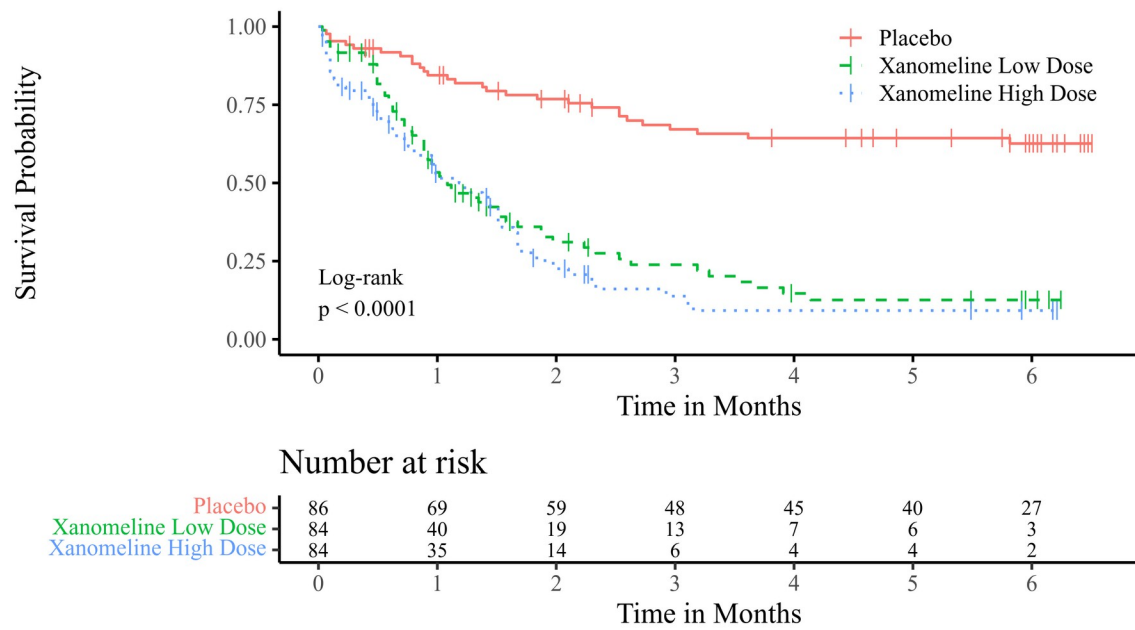 Survival Probability
1.00
0.75
0.50
0.25
0.00
Placebo
Xanomeline Low Dose
Xanomeline High Dose
Log-rank
p < 0.0001
0 1 2 3 4 5 6
Time in Months
Number at risk
Placebo 86 69 59 48 45 40 27
Xanomeline Low Dose 84 40 19 13 7 6 3
Xanomeline High Dose 84 35 14 6 4 4 2
0 1 2 3 4 5 6
Time in Months